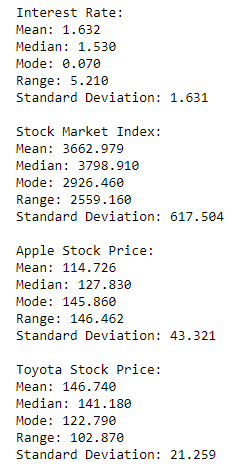 Interest Rate:
Mean: 1.632
Median: 1.530
Mode: 0.070
Range: 5.210
Standard Deviation: 1.631
Stock Market Index:
Mean: 3662.979
Median: 3798.910
Mode: 2926.460
Range: 2559.160
Standard Deviation: 617.504
Apple Stock Price:
Mean: 114.726
Median: 127.830
Mode: 145.860
Range: 146.462
Standard Deviation: 43.321
Toyota Stock Price:
Mean: 146.740
Median: 141.180
Mode: 122.790
Range: 102.870
Standard Deviation: 21.259